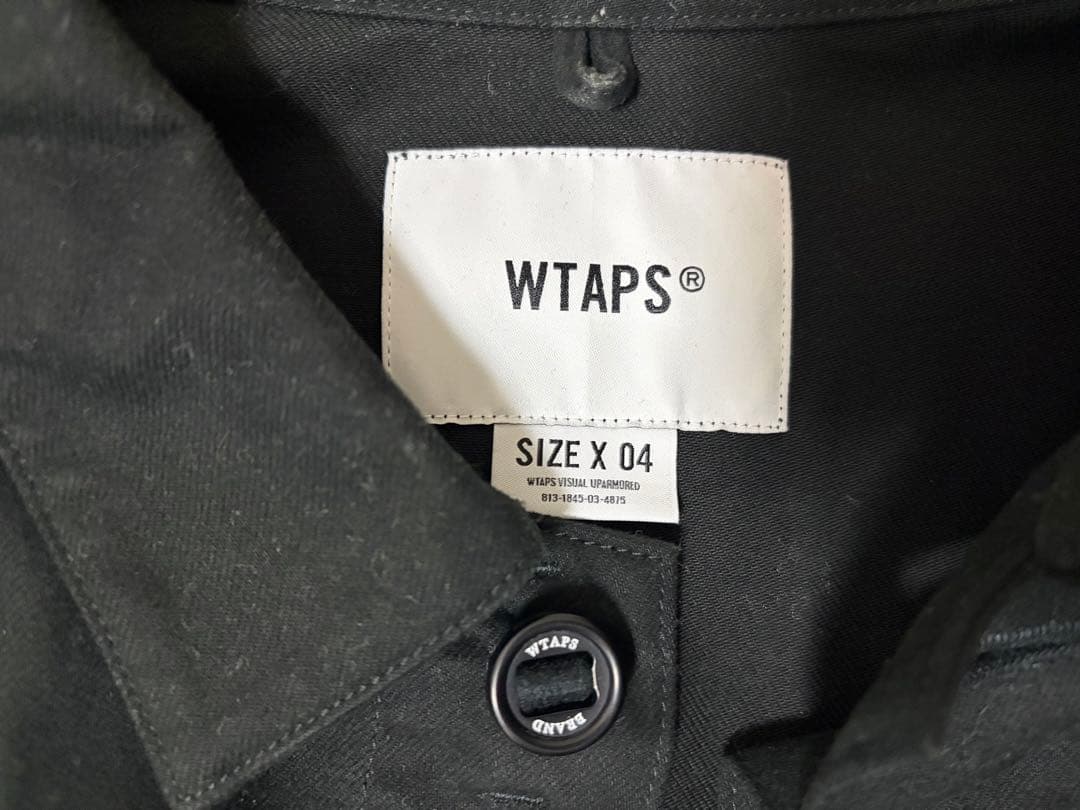 WTAPS®
SIZE X 04
WTAPS VISUAL UPARMORED
813-1845-03-4875
WTAPS
BRAND